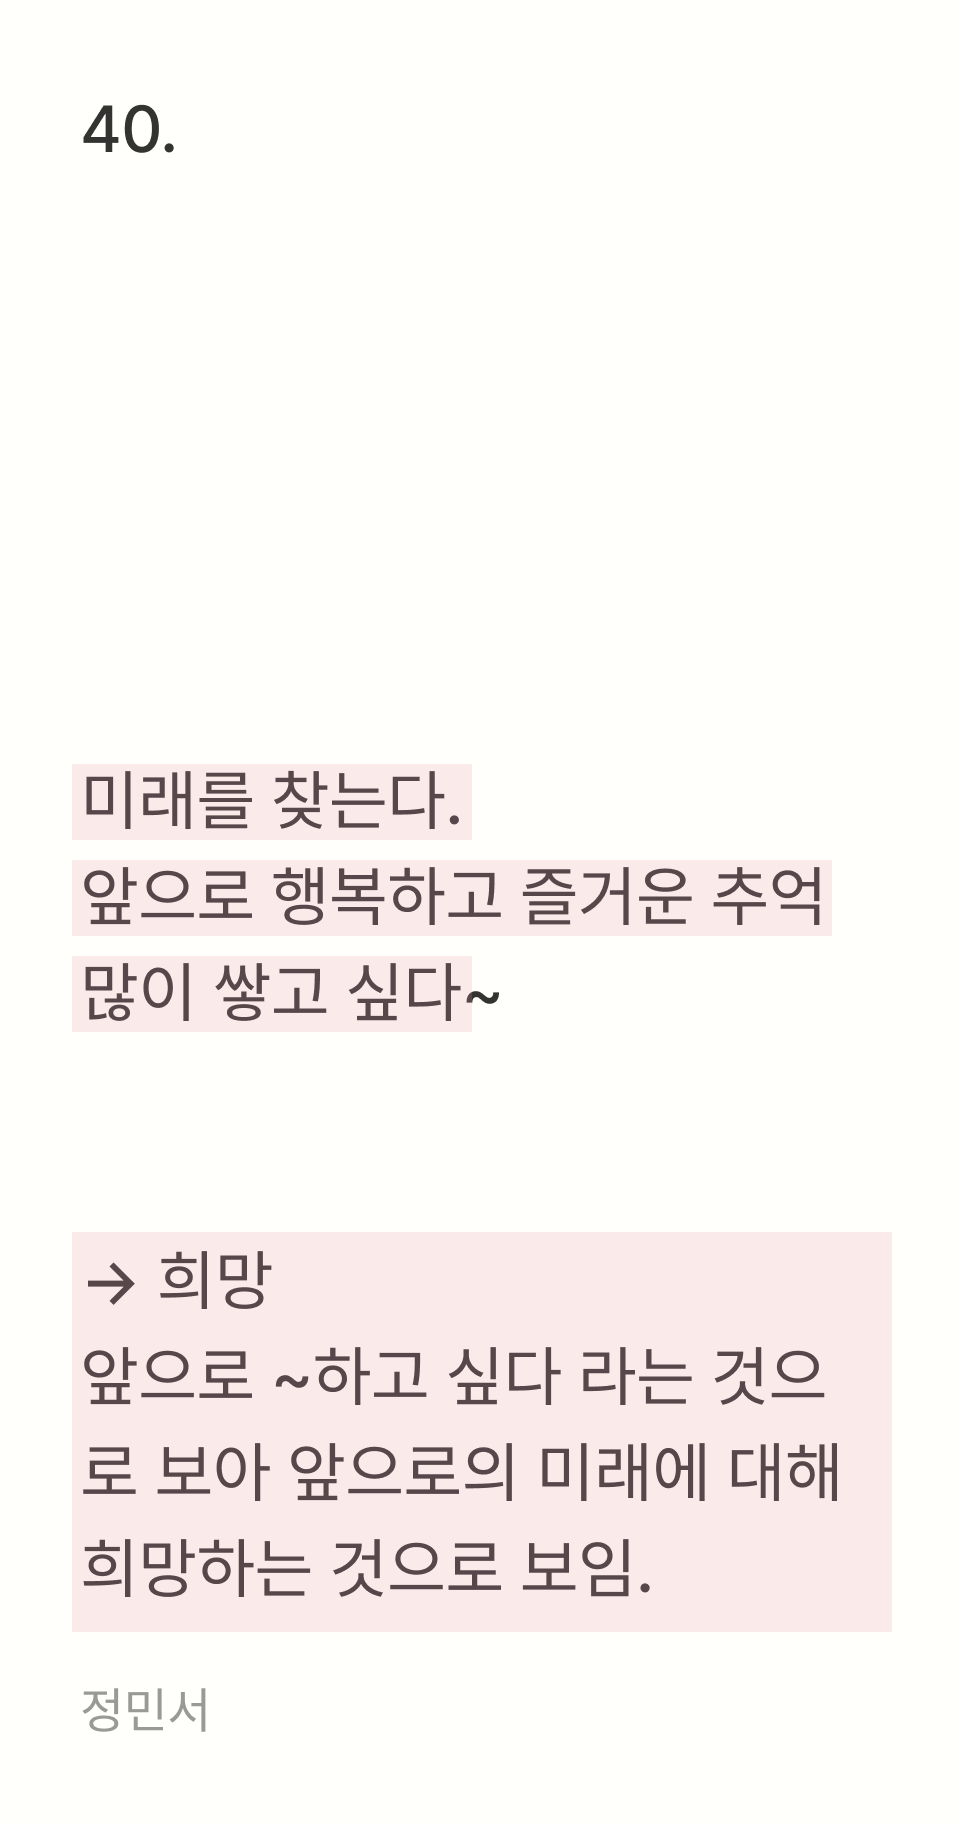 40.
미래를 찾는다.
앞으로 행복하고 즐거운 추억
많이 쌓고 싶다~
→ 희망
앞으로 ~하고 싶다 라는 것으
로 보아 앞으로의 미래에 대해
희망하는 것으로 보임.
정민서